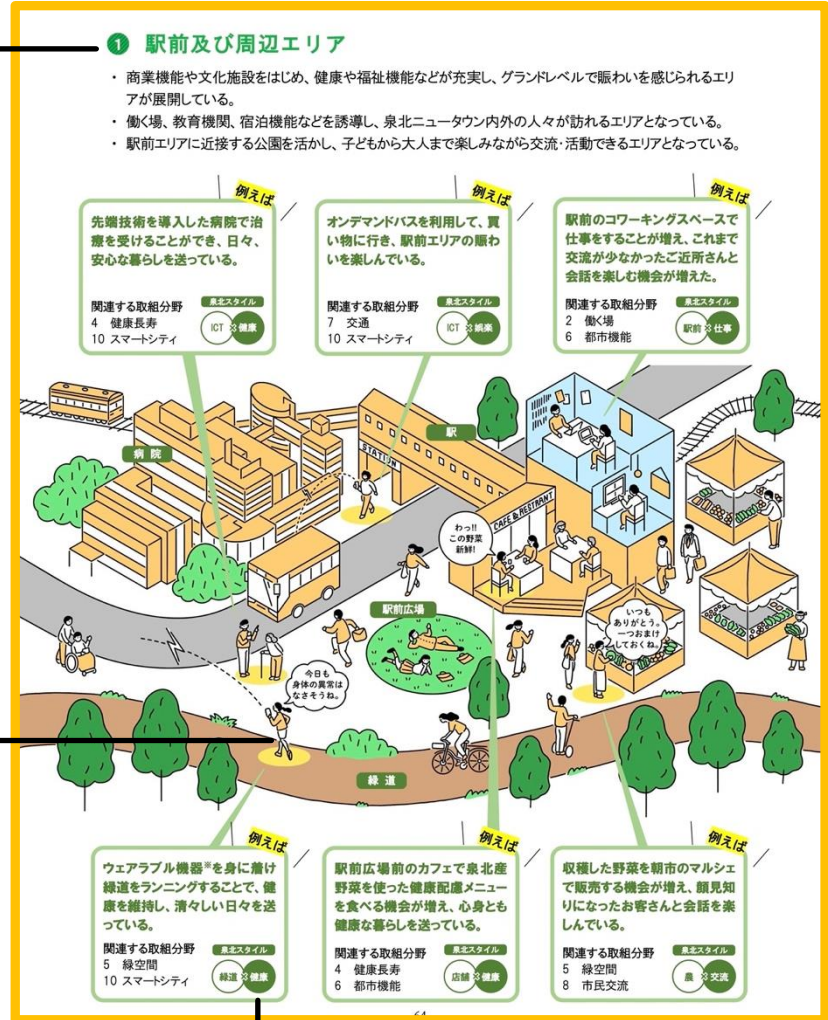 1 駅前及び周辺エリア
・ 商業機能や文化施設をはじめ、健康や福祉機能などが充実し、グランドレベルで賑わいを感じられるエリ
アが展開している。
・ 働く場、教育機関、宿泊機能などを誘導し、泉北ニュータウン内外の人々が訪れるエリアとなっている。
・ 駅前エリアに近接する公園を活かし、子どもから大人まで楽しみながら交流・活動できるエリアとなっている。
例えば
先端技術を導入した病院で治
療を受けることができ、日々、
安心な暮らしを送っている。
関連する取組分野
4 健康長寿
10 スマートシティ
泉北スタイル
ICT × 健康
例えば
オンデマンドバスを利用して、買
い物に行き、駅前エリアの賑わ
いを楽しんでいる。
関連する取組分野
7 交通
10 スマートシティ
泉北スタイル
ICT × 娯楽
例えば
駅前のコワーキングスペースで
仕事をすることが増え、これまで
交流が少なかったご近所さんと
会話を楽しむ機会が増えた。
関連する取組分野
2 働く場
6 都市機能
泉北スタイル
駅前 × 仕事
病院
駅
STATION
CAFE & RESTRANT
わっ!!
この野菜
新鮮!
駅前広場
いつも
ありがとう。
一つおまけ
しておくね。
今日も
身体の異常は
なさそうね。
緑道
例えば
ウェアラブル機器※を身に着け
緑道をランニングすることで、健
康を維持し、清々しい日々を送
っている。
関連する取組分野
5 緑空間
10 スマートシティ
泉北スタイル
緑道 × 健康
例えば
駅前広場前のカフェで泉北産
野菜を使った健康配慮メニュー
を食べる機会が増え、心身とも
健康な暮らしを送っている。
関連する取組分野
4 健康長寿
6 都市機能
泉北スタイル
店舗 × 健康
例えば
収穫した野菜を朝市のマルシェ
で販売する機会が増え、顔見知
りになったお客さんと会話を楽
しんでいる。
関連する取組分野
5 緑空間
8 市民交流
泉北スタイル
農 × 交流
64